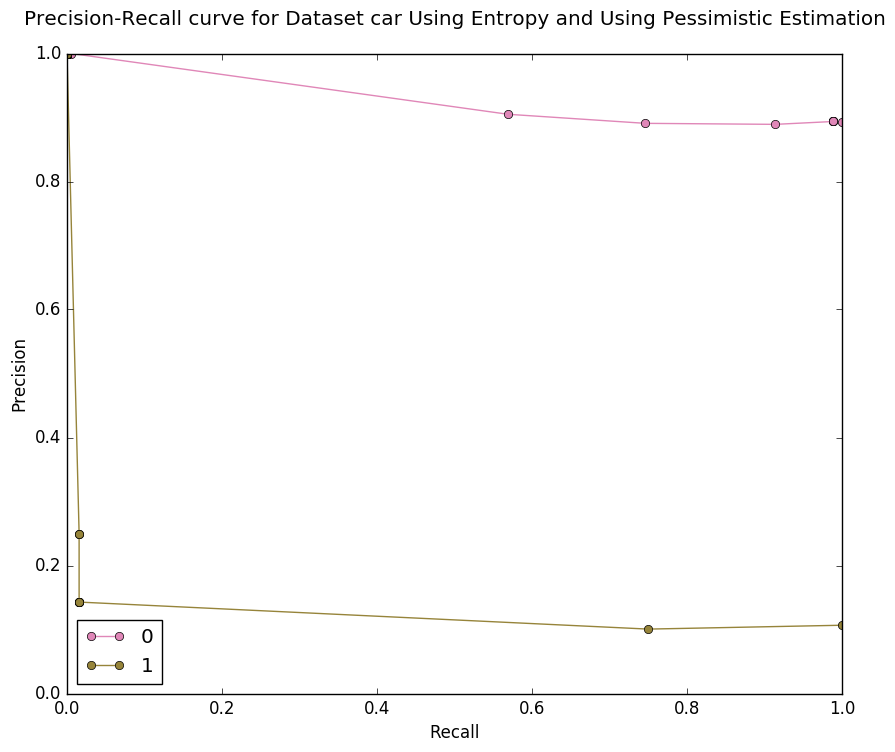 Precision-Recall curve for Dataset car Using Entropy and Using Pessimistic Estimation
1.0
0.8
0.6
0.4
0.2
0.0
Precision
0
1
0.0 0.2 0.4 0.6 0.8 1.0
Recall